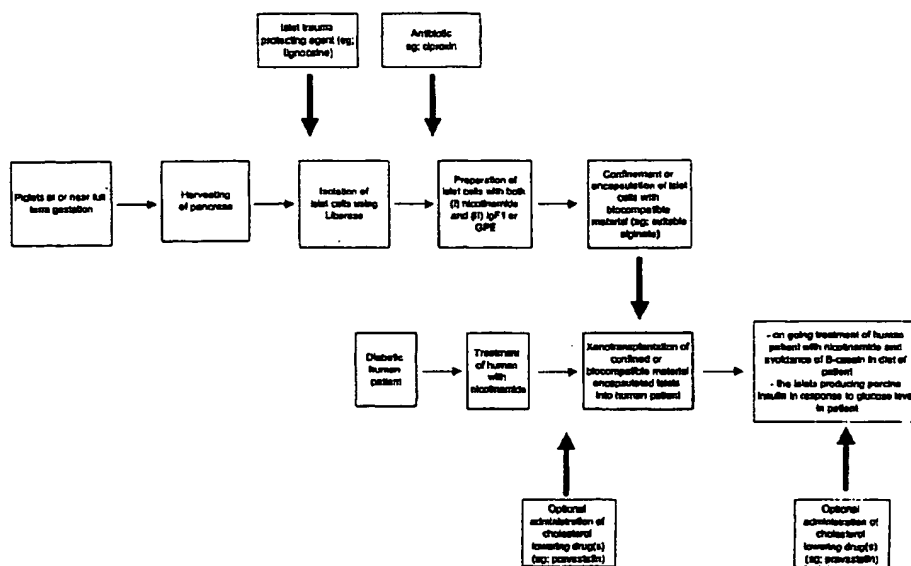 Islet trauma
protecting agent (eg;
lignocaine)
Antibiotic
eg; ciproxin
Piglets at or near full
term gestation
Harvesting
of pancreas
Isolation of
islet cells using
Liberase
Preparation of
islet cells with both
(i) nicotinamide
and (ii) IgF1 or
GPE
Confinement or
encapsulation of islet
cells with
biocompatible
material (eg; suitable
alginate)
Diabetic
human
patient
Treatment
of human
with
nicotinamide
Xenotransplantation of
confined or
biocompatible material
encapsulated islets
into human patient
- on going treatment of human
patient with nicotinamide and
avoidance of B-casein in diet of
patient
- the islets producing porcine
insulin in response to glucose level
in patient
Optional
administration of
cholesterol
lowering drug(s)
(eg; pravastatin)
Optional
administration of
cholesterol
lowering drug(s)
(eg; pravastatin)